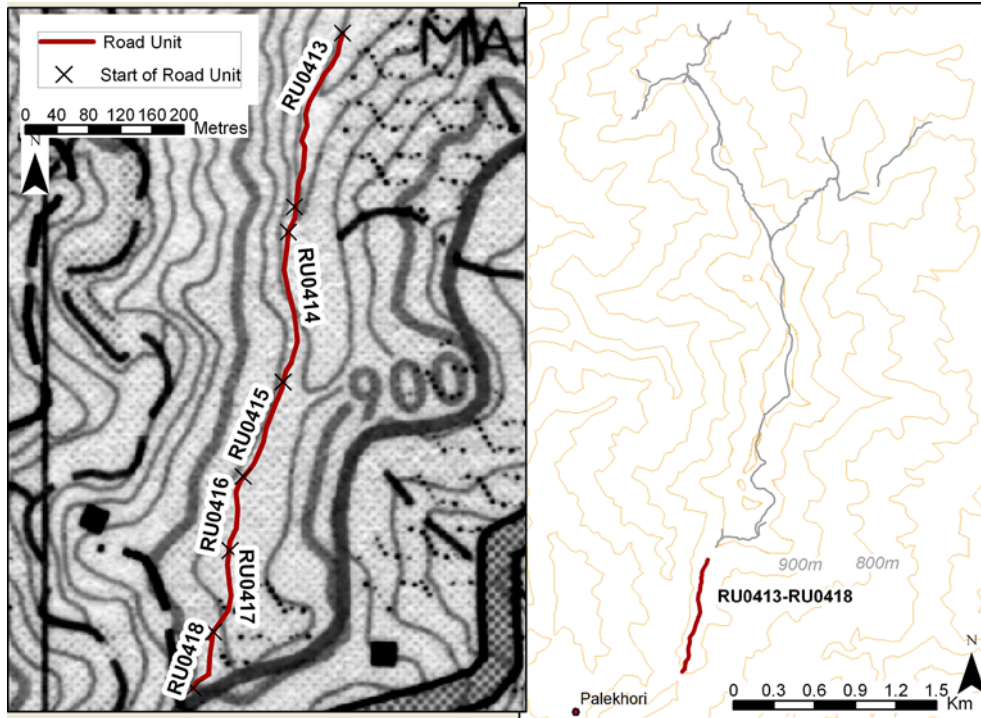 Road Unit
Start of Road Unit
0 40 80 120 160 200 Metres
N
MIA
RU0413
RU0414
RU0415
900
RU0416
RU0417
RU0418
900m 800m
RU0413-RU0418
N
Palekhori
0 0.3 0.6 0.9 1.2 1.5 Km